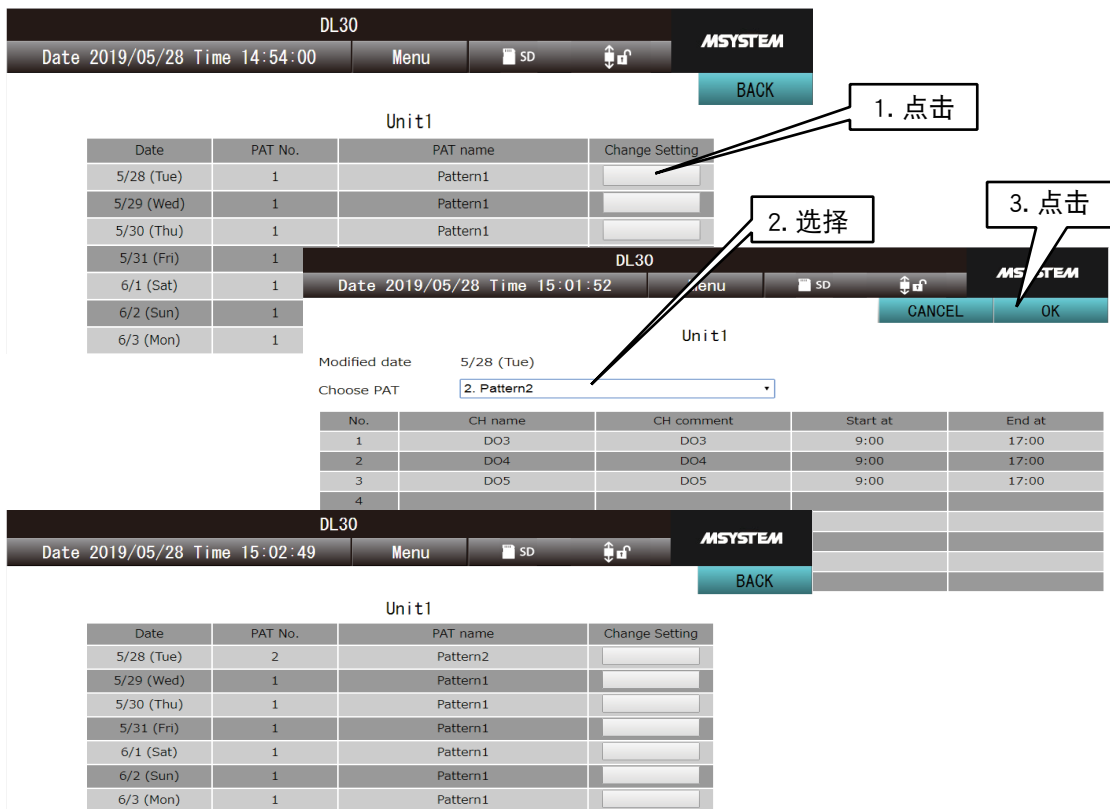 DL30
MSYSTEM
Date 2019/05/28 Time 14:54:00 Menu SD
BACK
1. 点击
Unit1
Date PAT No. PAT name Change Setting
5/28 (Tue) 1 Pattern1
5/29 (Wed) 1 Pattern1
5/30 (Thu) 1 Pattern1
5/31 (Fri) 1
6/1 (Sat) 1
6/2 (Sun) 1
6/3 (Mon) 1
2. 选择
3. 点击
DL30
Date 2019/05/28 Time 15:01:52 Menu SD
MSYSTEM
CANCEL OK
Unit1
Modified date 5/28 (Tue)
Choose PAT 2. Pattern2
No. CH name CH comment Start at End at
1 DO3 DO3 9:00 17:00
2 DO4 DO4 9:00 17:00
3 DO5 DO5 9:00 17:00
4
DL30
MSYSTEM
Date 2019/05/28 Time 15:02:49 Menu SD
BACK
Unit1
Date PAT No. PAT name Change Setting
5/28 (Tue) 2 Pattern2
5/29 (Wed) 1 Pattern1
5/30 (Thu) 1 Pattern1
5/31 (Fri) 1 Pattern1
6/1 (Sat) 1 Pattern1
6/2 (Sun) 1 Pattern1
6/3 (Mon) 1 Pattern1